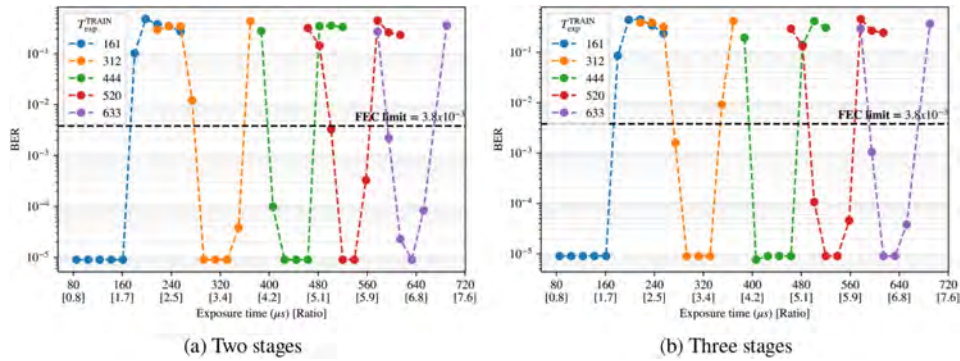 T_exp.^TRAIN
161
312
444
520
633
FEC limit = 3.8x10⁻³
BER
10⁻¹
10⁻²
10⁻³
10⁻⁴
10⁻⁵
80 160 240 320 400 480 560 640 720
[0.8] [1.7] [2.5] [3.4] [4.2] [5.1] [5.9] [6.8] [7.6]
Exposure time (μs) [Ratio]
(a) Two stages
T_exp.^TRAIN
161
312
444
520
633
FEC limit = 3.8x10⁻³
BER
10⁻¹
10⁻²
10⁻³
10⁻⁴
10⁻⁵
80 160 240 320 400 480 560 640 720
[0.8] [1.7] [2.5] [3.4] [4.2] [5.1] [5.9] [6.8] [7.6]
Exposure time (μs) [Ratio]
(b) Three stages